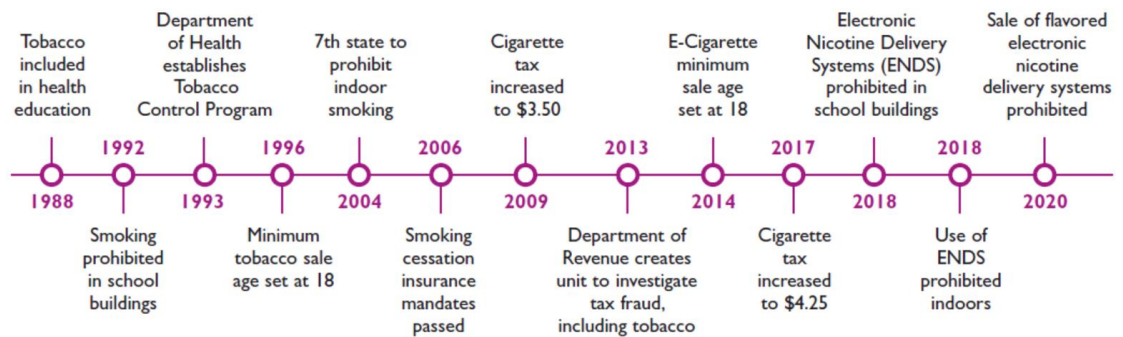 Tobacco
included
in health
education
1988
1992
Smoking
prohibited
in school
buildings
Department
of Health
establishes
Tobacco
Control Program
1993
1996
Minimum
tobacco sale
age set at 18
7th state to
prohibit
indoor
smoking
2004
2006
Smoking
cessation
insurance
mandates
passed
Cigarette
tax
increased
to $3.50
2009
2013
Department of
Revenue creates
unit to investigate
tax fraud,
including tobacco
E-Cigarette
minimum
sale age
set at 18
2014
2017
Cigarette
tax
increased
to $4.25
Electronic
Nicotine Delivery
Systems (ENDS)
prohibited in
school buildings
2018
2018
Use of
ENDS
prohibited
indoors
Sale of flavored
electronic
nicotine
delivery systems
prohibited
2020